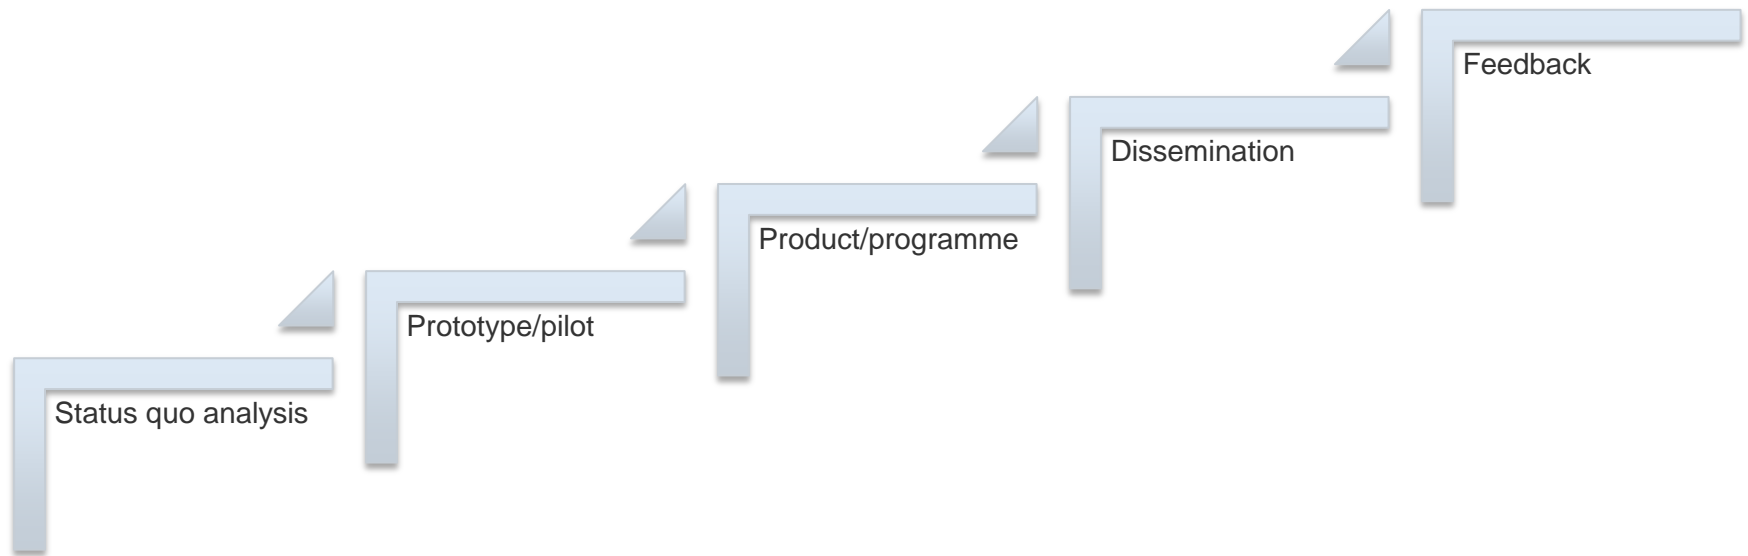 Feedback
Dissemination
Product/programme
Prototype/pilot
Status quo analysis